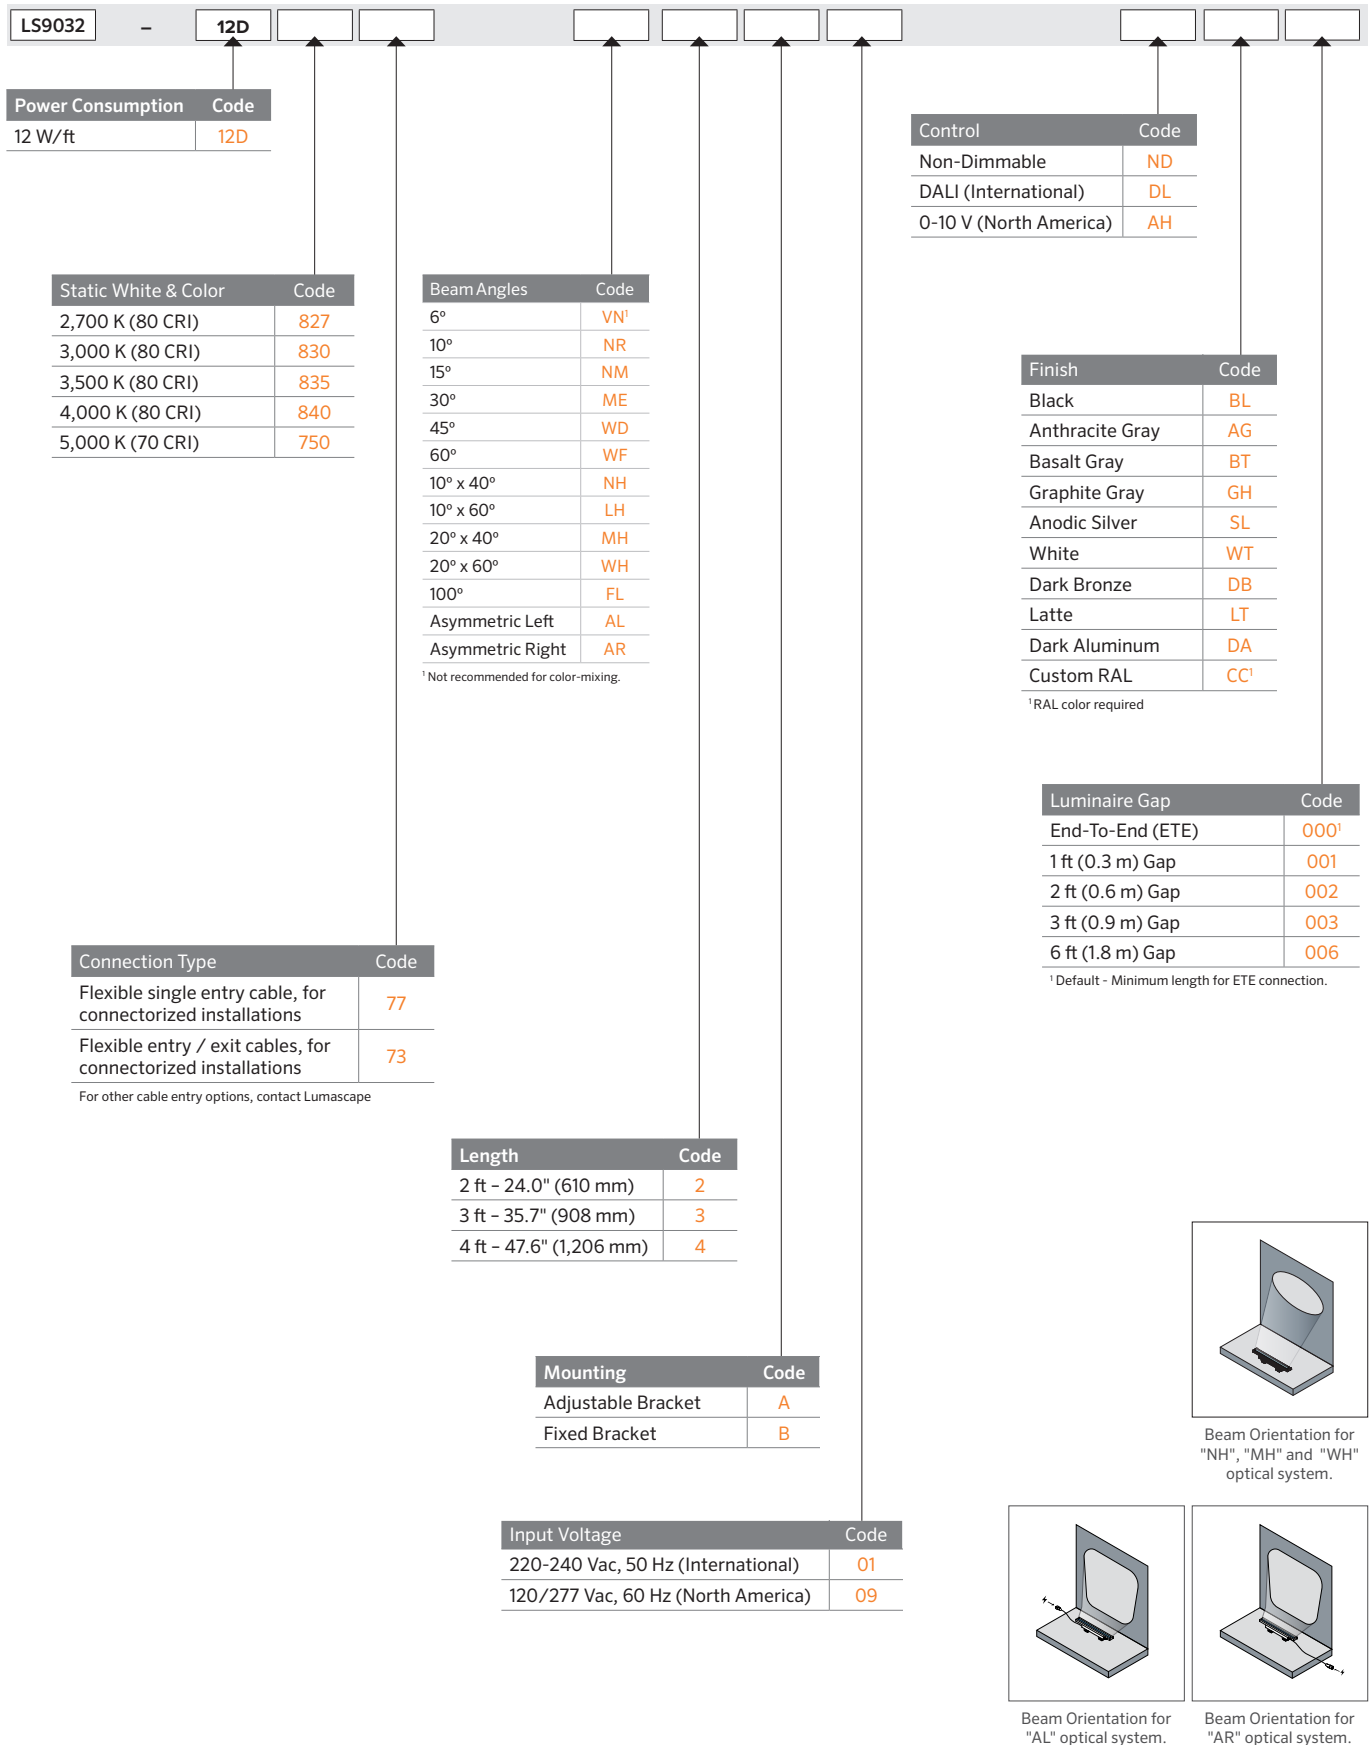 LS9032 – 12D
Power Consumption Code
12 W/ft 12D
Control Code
Non-Dimmable ND
DALI (International) DL
0-10 V (North America) AH
Static White & Color Code
2,700 K (80 CRI) 827
3,000 K (80 CRI) 830
3,500 K (80 CRI) 835
4,000 K (80 CRI) 840
5,000 K (70 CRI) 750
Beam Angles Code
6° VN¹
10° NR
15° NM
30° ME
45° WD
60° WF
10° x 40° NH
10° x 60° LH
20° x 40° MH
20° x 60° WH
100° FL
Asymmetric Left AL
Asymmetric Right AR
¹ Not recommended for color-mixing.
Finish Code
Black BL
Anthracite Gray AG
Basalt Gray BT
Graphite Gray GH
Anodic Silver SL
White WT
Dark Bronze DB
Latte LT
Dark Aluminum DA
Custom RAL CC¹
¹ RAL color required
Luminaire Gap Code
End-To-End (ETE) 000¹
1 ft (0.3 m) Gap 001
2 ft (0.6 m) Gap 002
3 ft (0.9 m) Gap 003
6 ft (1.8 m) Gap 006
¹ Default - Minimum length for ETE connection.
Connection Type Code
Flexible single entry cable, for
connectorized installations 77
Flexible entry / exit cables, for
connectorized installations 73
For other cable entry options, contact Lumascape
Length Code
2 ft – 24.0" (610 mm) 2
3 ft – 35.7" (908 mm) 3
4 ft – 47.6" (1,206 mm) 4
Mounting Code
Adjustable Bracket A
Fixed Bracket B
Input Voltage Code
220-240 Vac, 50 Hz (International) 01
120/277 Vac, 60 Hz (North America) 09
Beam Orientation for
"NH", "MH" and "WH"
optical system.
Beam Orientation for
"AL" optical system.
Beam Orientation for
"AR" optical system.